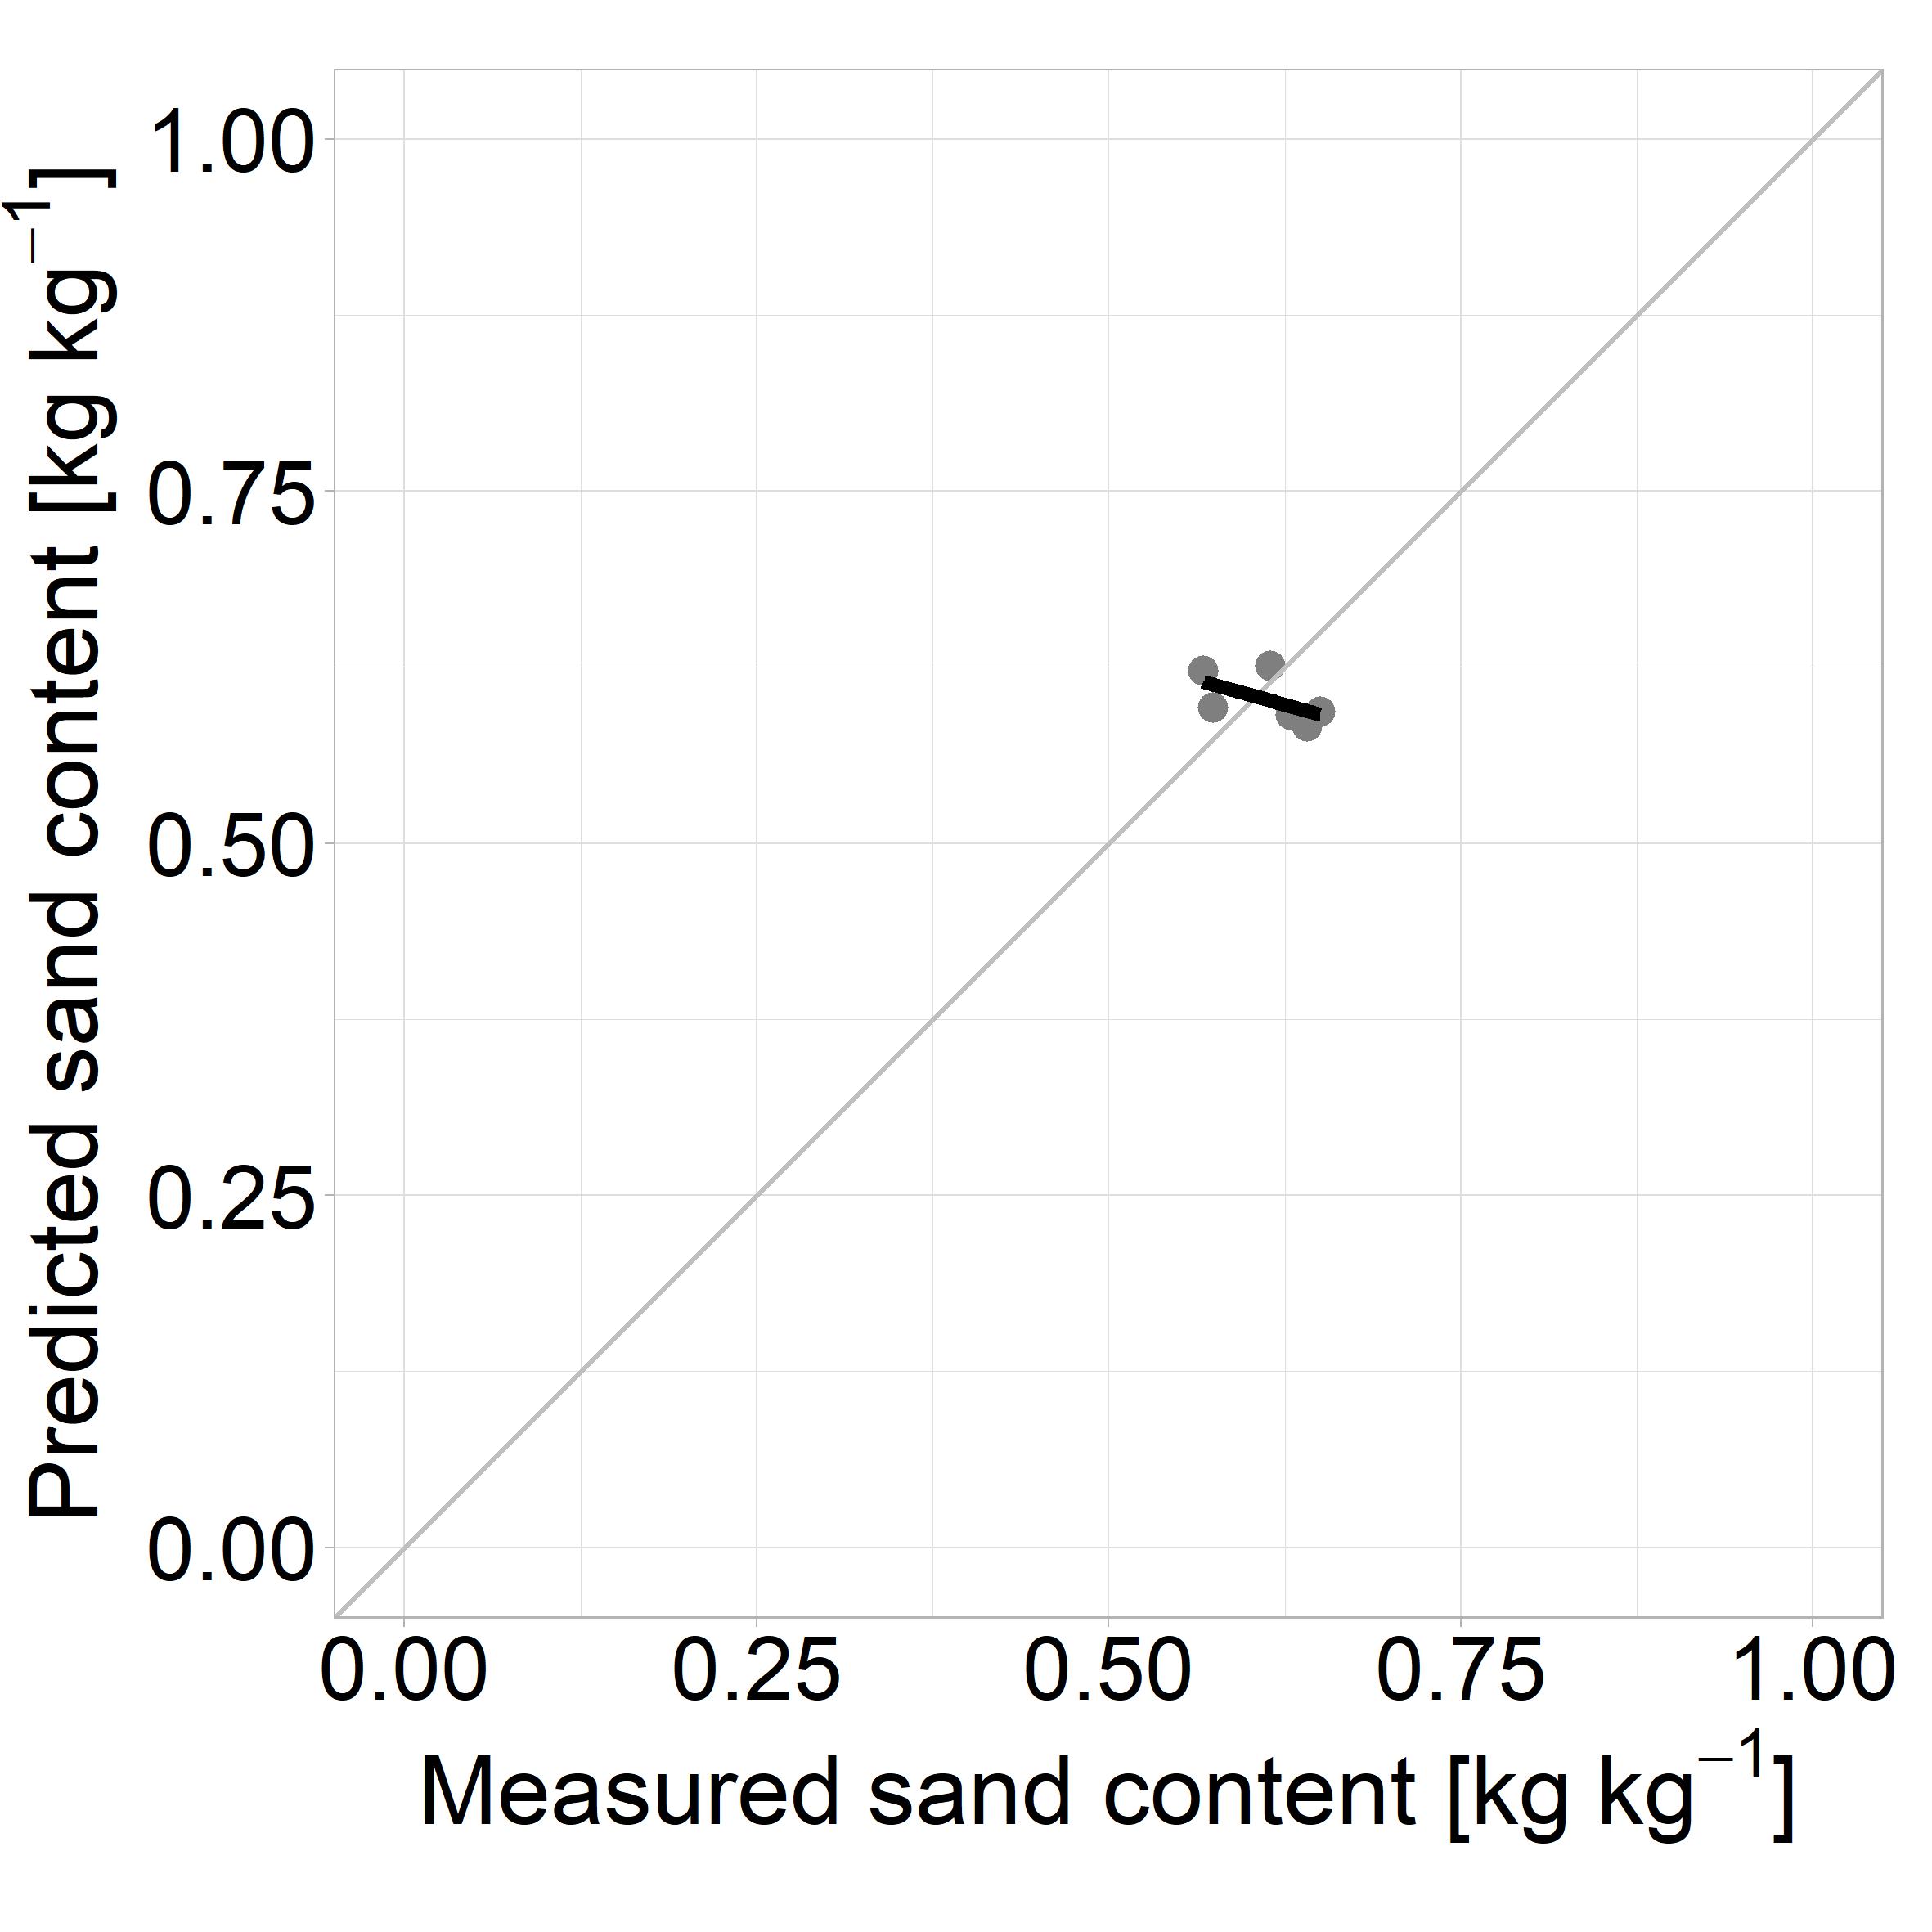 Predicted sand content [kg kg⁻¹]
1.00
0.75
0.50
0.25
0.00
0.00 0.25 0.50 0.75 1.00
Measured sand content [kg kg⁻¹]